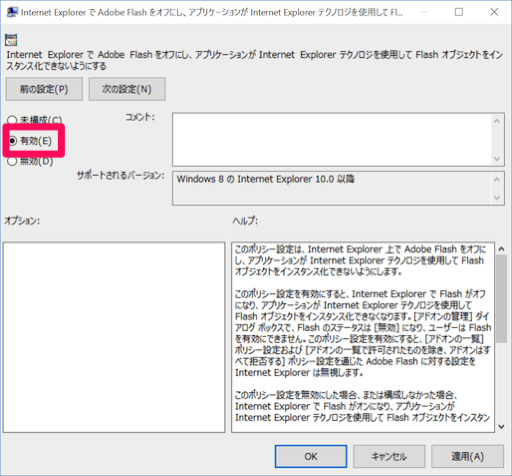 Internet Explorer で Adobe Flash をオフにし、アプリケーションが Internet Explorer テクノロジを使用して Fl...
Internet Explorer で Adobe Flash をオフにし、アプリケーションが Internet Explorer テクノロジを使用して Flash オブジェクトをイン
スタンス化できないようにする
前の設定(P)
次の設定(N)
未構成(C)
有効(E)
無効(D)
コメント:
サポートされるバージョン:
Windows 8 の Internet Explorer 10.0 以降
オプション:
ヘルプ:
このポリシー設定は、Internet Explorer 上で Adobe Flash をオフに
し、アプリケーションが Internet Explorer テクノロジを使用して Flash
オブジェクトをインスタンス化できないようにします。
このポリシー設定を有効にすると、Internet Explorer で Flash がオフ
になり、アプリケーションが Internet Explorer テクノロジを使用して
Flash オブジェクトをインスタンス化できなくなります。[アドオンの管理] ダイ
アログ ボックスで、Flash のステータスは [無効] になり、ユーザーは Flash
を有効にできません。このポリシー設定を有効にすると、[アドオンの一覧]
ポリシー設定および [アドオンの一覧で許可されたものを除き、アドオンはす
べて拒否する] ポリシー設定を通じた Adobe Flash に対する設定を
Internet Explorer は無視します。
このポリシー設定を無効にした場合、または構成しなかった場合、
Internet Explorer で Flash がオンになり、アプリケーションが
Internet Explorer テクノロジを使用して Flash オブジェクトをインスタン
OK
キャンセル
適用(A)